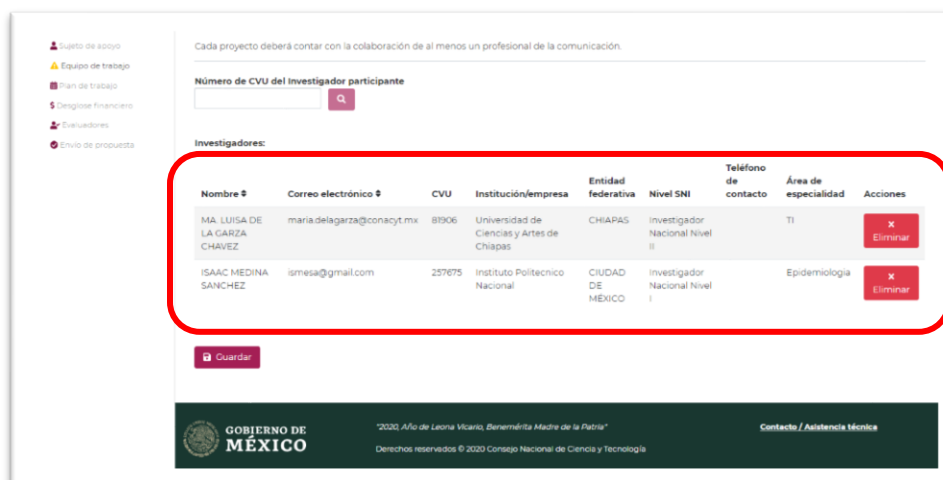 Sujeto de apoyo
Equipo de trabajo
Plan de trabajo
Desglose financiero
Evaluadores
Envío de propuesta
Cada proyecto deberá contar con la colaboración de al menos un profesional de la comunicación.
Número de CVU del Investigador participante
Investigadores:
Nombre Correo electrónico CVU Institución/empresa Entidad federativa Nivel SNI Teléfono de contacto Área de especialidad Acciones
MA. LUISA DE LA GARZA CHAVEZ maria.delagarza@conacyt.mx 81906 Universidad de Ciencias y Artes de Chiapas CHIAPAS Investigador Nacional Nivel II TI Eliminar
ISAAC MEDINA SANCHEZ ismesa@gmail.com 257675 Instituto Politecnico Nacional CIUDAD DE MÉXICO Investigador Nacional Nivel I Epidemiologia Eliminar
Guardar
GOBIERNO DE
MÉXICO
"2020, Año de Leona Vicario, Benemérita Madre de la Patria"
Derechos reservados © 2020 Consejo Nacional de Ciencia y Tecnología
Contacto / Asistencia técnica